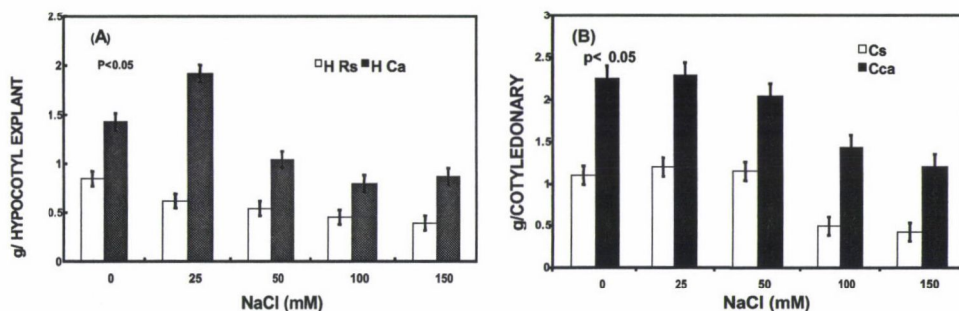 (A)
P<0.05
H Rs H Ca
g/ HYPOCOTYL EXPLANT
2.5
2
1.5
1
0.5
0
0 25 50 100 150
NaCl (mM)
(B)
p< 0.05
Cs
Cca
g/COTYLEDONARY
3
2.5
2
1.5
1
0.5
0
0 25 50 100 150
NaCl (mM)